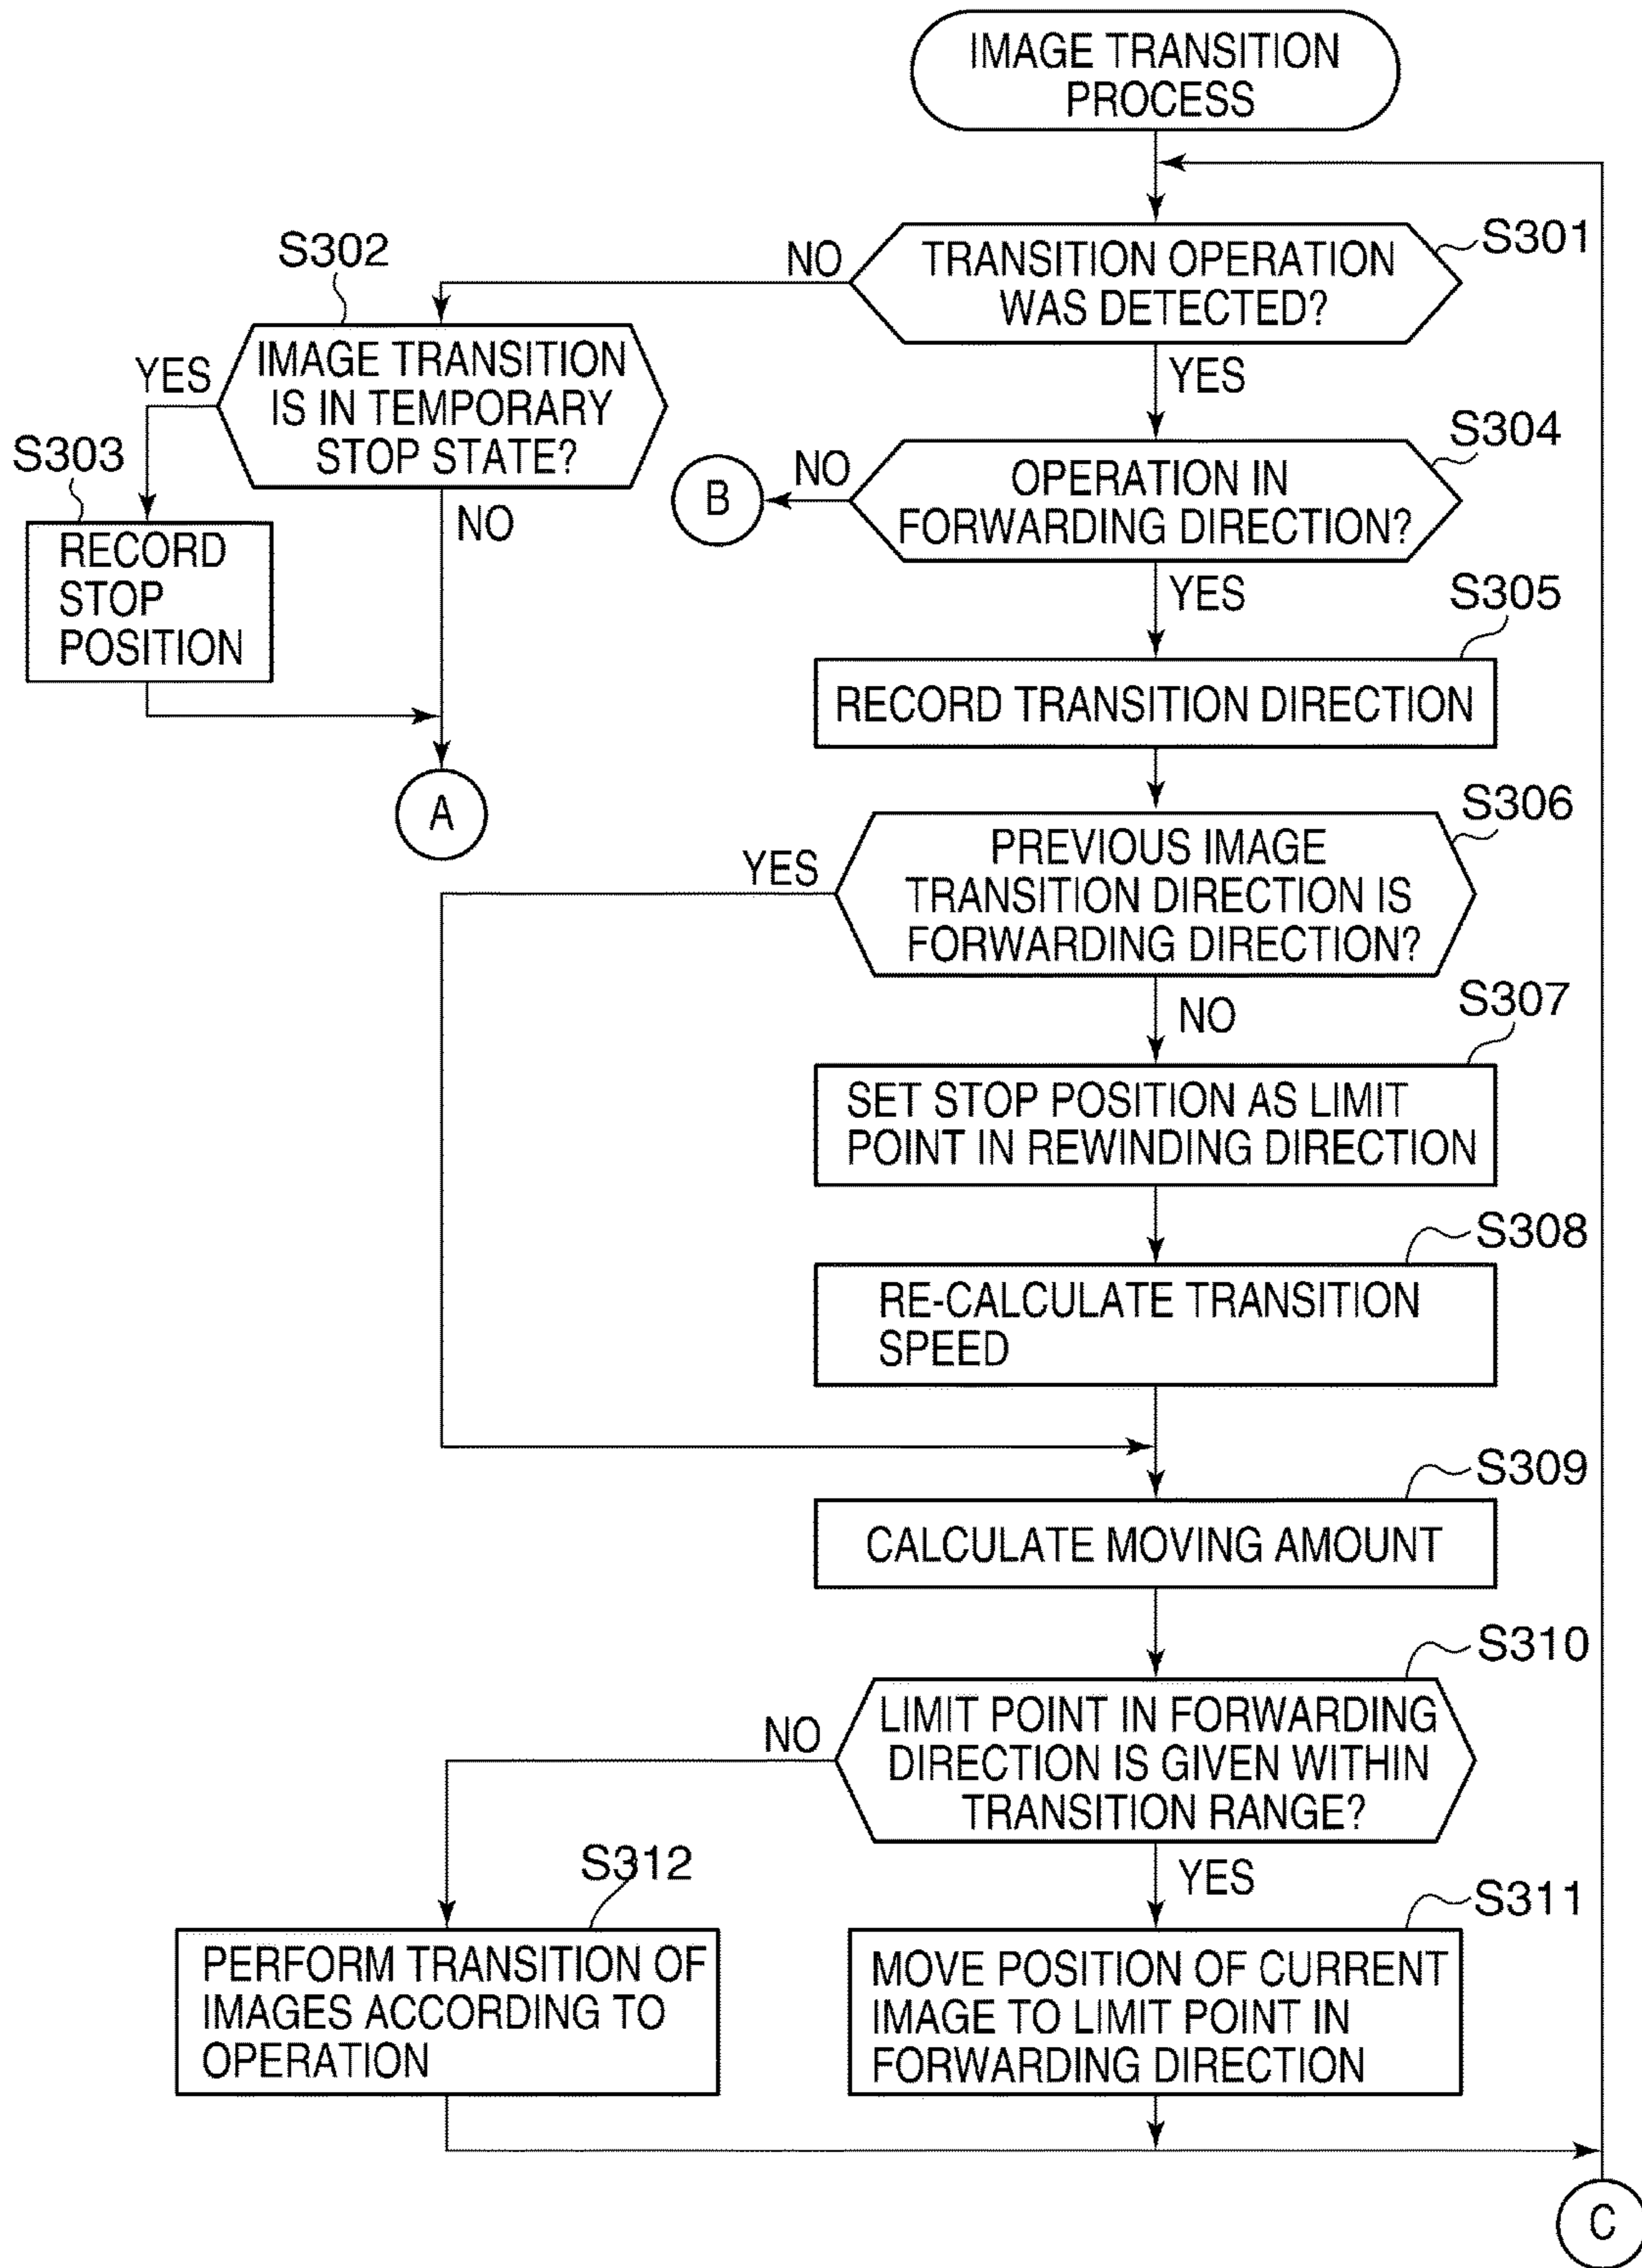 IMAGE TRANSITION
PROCESS
S301
TRANSITION OPERATION
WAS DETECTED?
NO
YES
S302
IMAGE TRANSITION
IS IN TEMPORARY
STOP STATE?
YES
NO
S303
RECORD
STOP
POSITION
A
S304
OPERATION IN
FORWARDING DIRECTION?
NO
B
YES
S305
RECORD TRANSITION DIRECTION
S306
PREVIOUS IMAGE
TRANSITION DIRECTION IS
FORWARDING DIRECTION?
YES
NO
S307
SET STOP POSITION AS LIMIT
POINT IN REWINDING DIRECTION
S308
RE-CALCULATE TRANSITION
SPEED
S309
CALCULATE MOVING AMOUNT
S310
LIMIT POINT IN FORWARDING
DIRECTION IS GIVEN WITHIN
TRANSITION RANGE?
NO
YES
S312
PERFORM TRANSITION OF
IMAGES ACCORDING TO
OPERATION
S311
MOVE POSITION OF CURRENT
IMAGE TO LIMIT POINT IN
FORWARDING DIRECTION
C